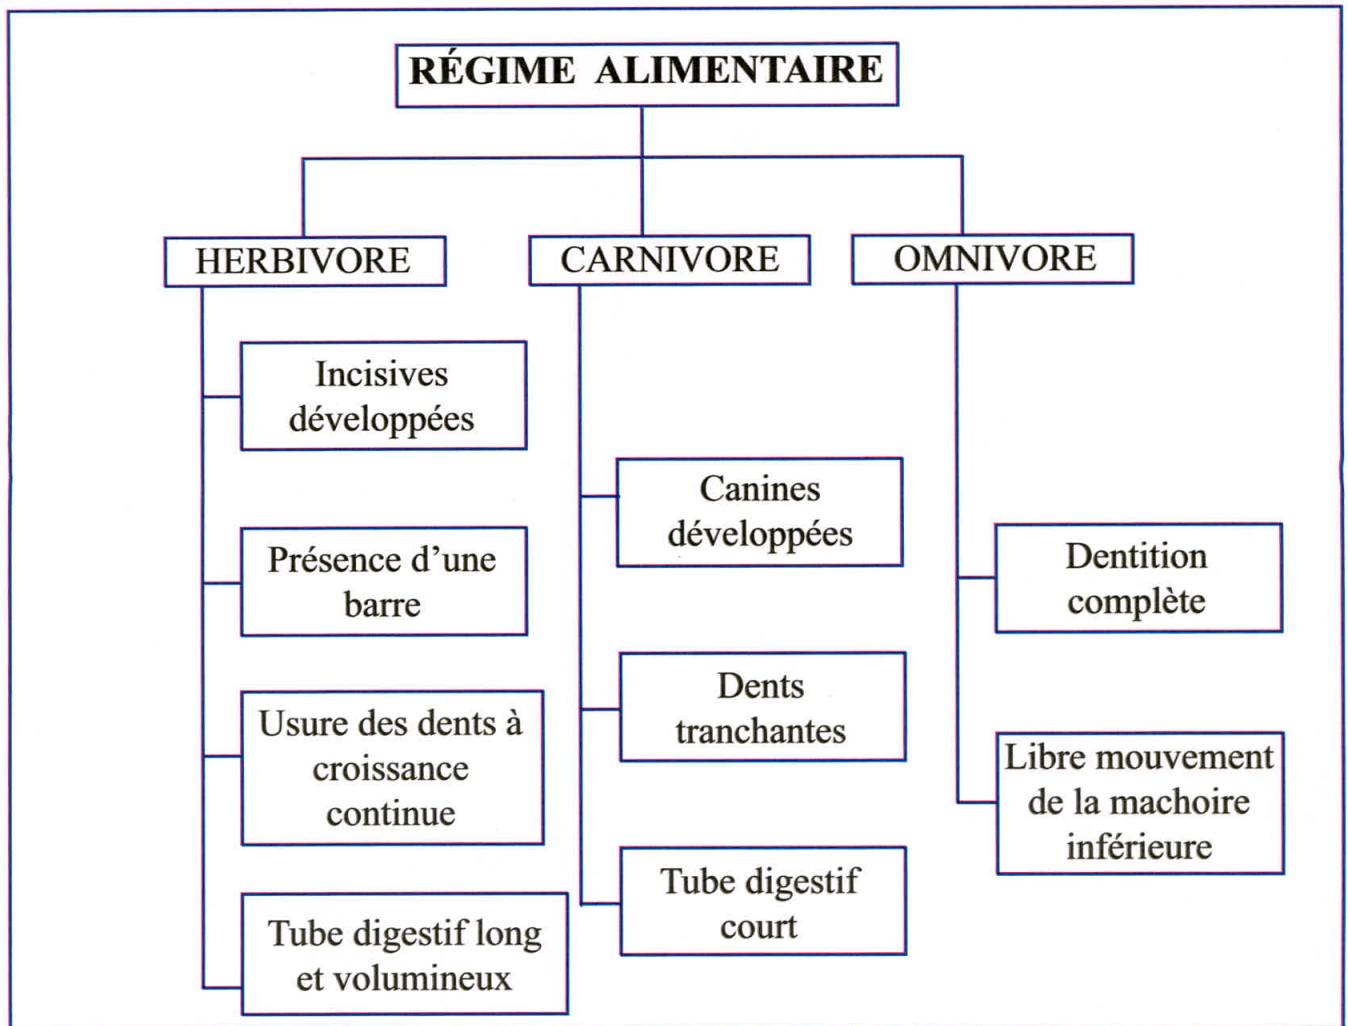 RÉGIME ALIMENTAIRE
HERBIVORE
Incisives
développées
Présence d'une
barre
Usure des dents à
croissance
continue
Tube digestif long
et volumineux
CARNIVORE
Canines
développées
Dents
tranchantes
Tube digestif
court
OMNIVORE
Dentition
complète
Libre mouvement
de la machoire
inférieure